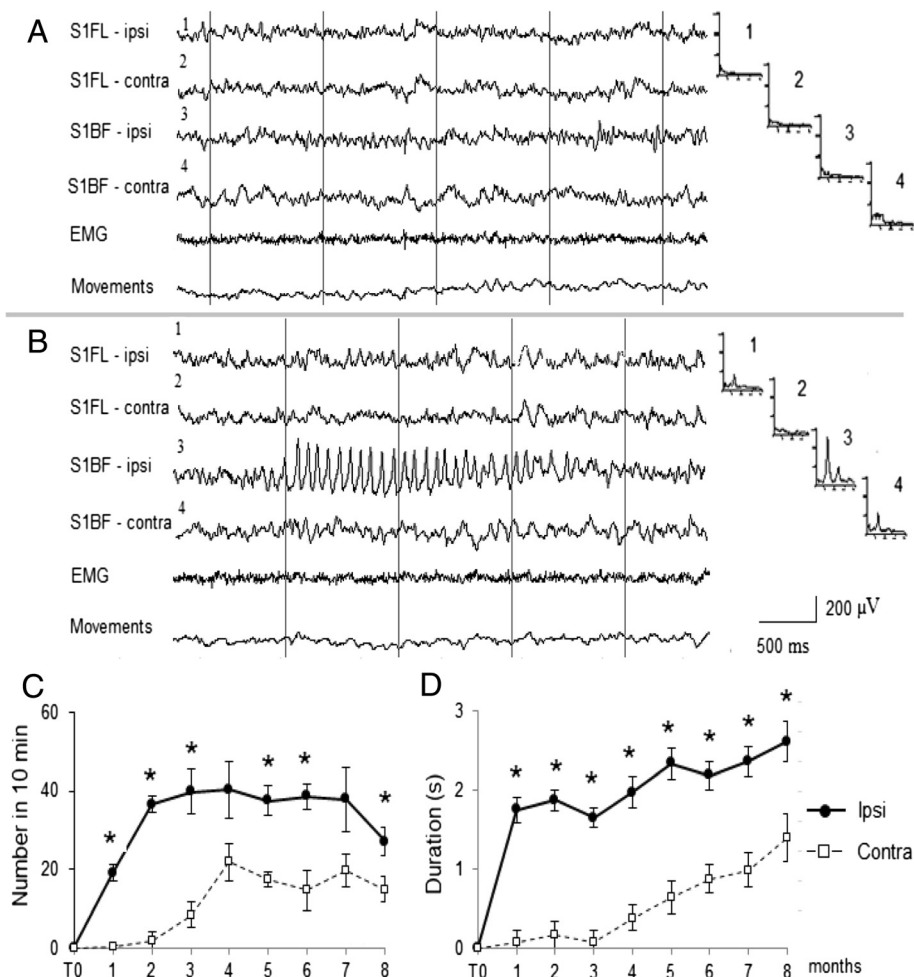 A
S1FL - ipsi 1
S1FL - contra 2
S1BF - ipsi 3
S1BF - contra 4
EMG
Movements
1
2
3
4
B
S1FL - ipsi 1
S1FL - contra 2
S1BF - ipsi 3
S1BF - contra 4
EMG
Movements
1
2
3
4
200 µV
500 ms
C
Number in 10 min
60
40
20
0
* * * * * *
T0 1 2 3 4 5 6 7 8
D
Duration (s)
3
2
1
0
* * * * * * * *
T0 1 2 3 4 5 6 7 8 months
Ipsi
Contra